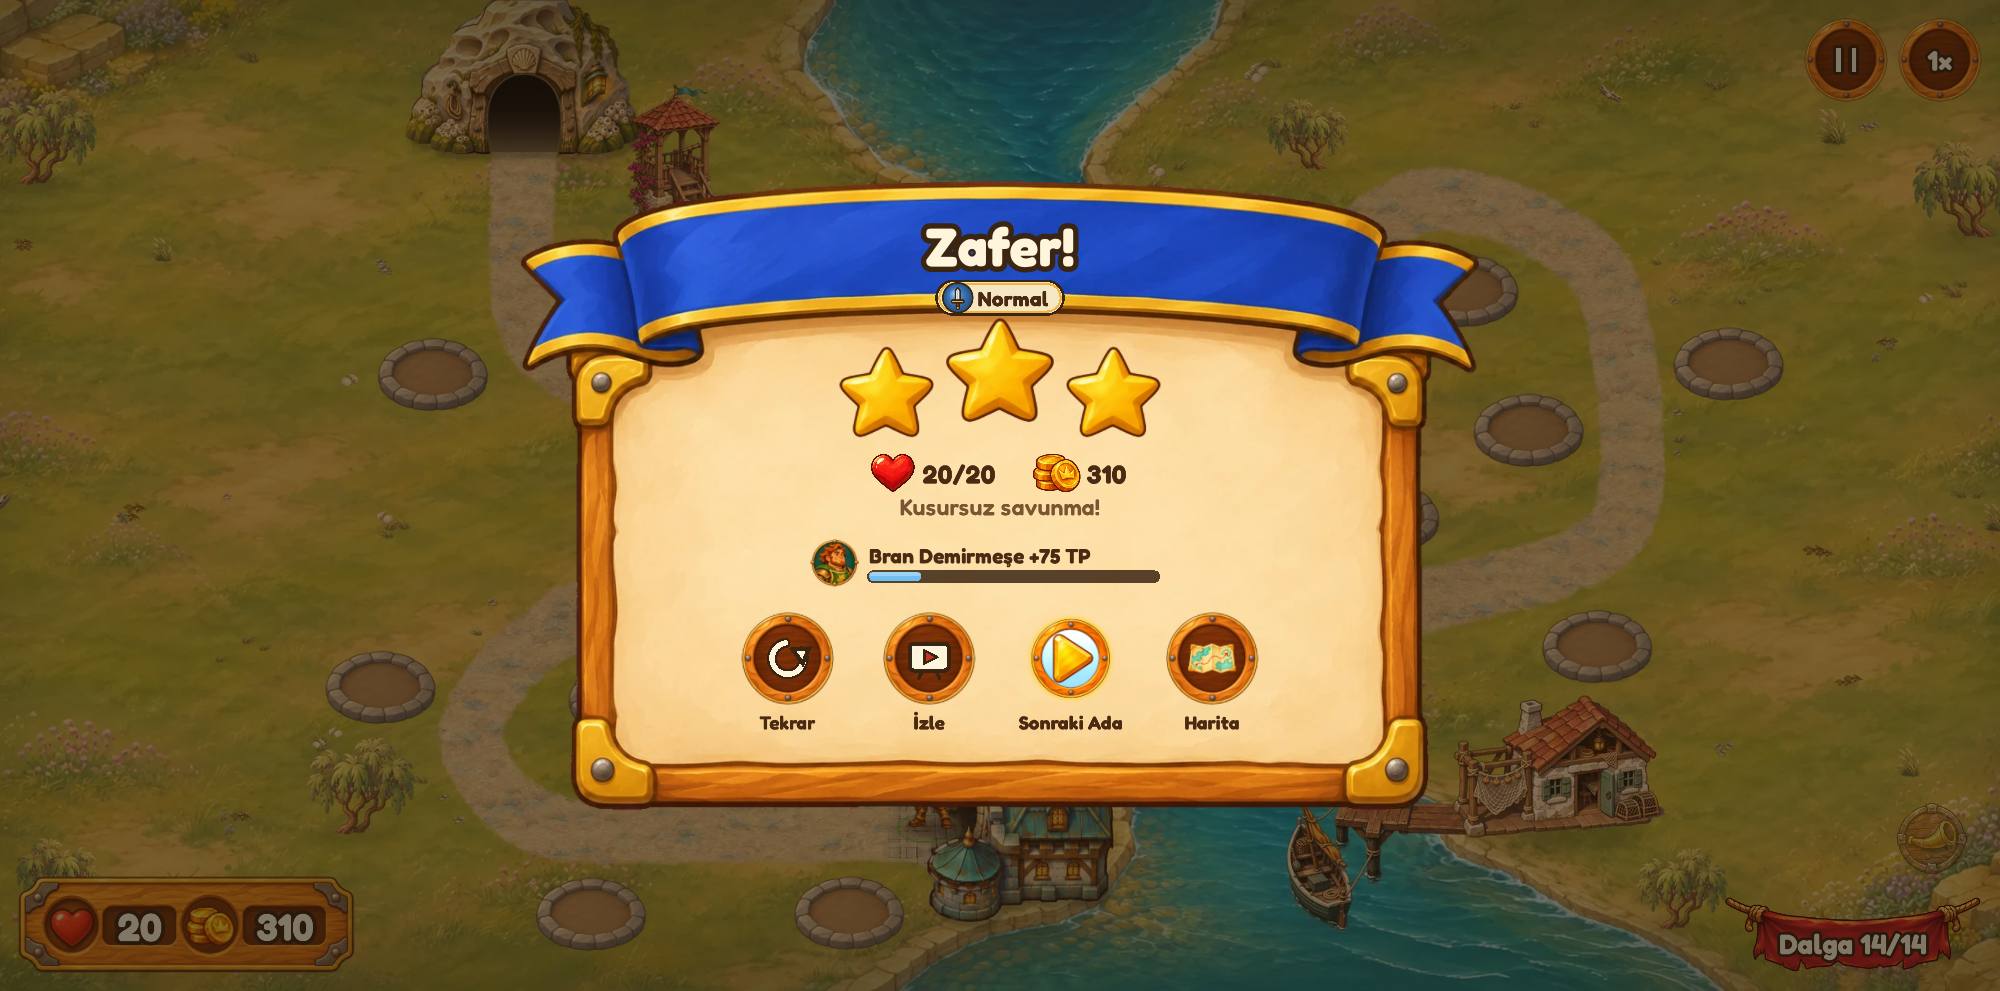 1x
Zafer!
Normal
20/20 310
Kusursuz savunma!
Bran Demirmeşe +75 TP
Tekrar İzle Sonraki Ada Harita
20 310
Dalga 14/14